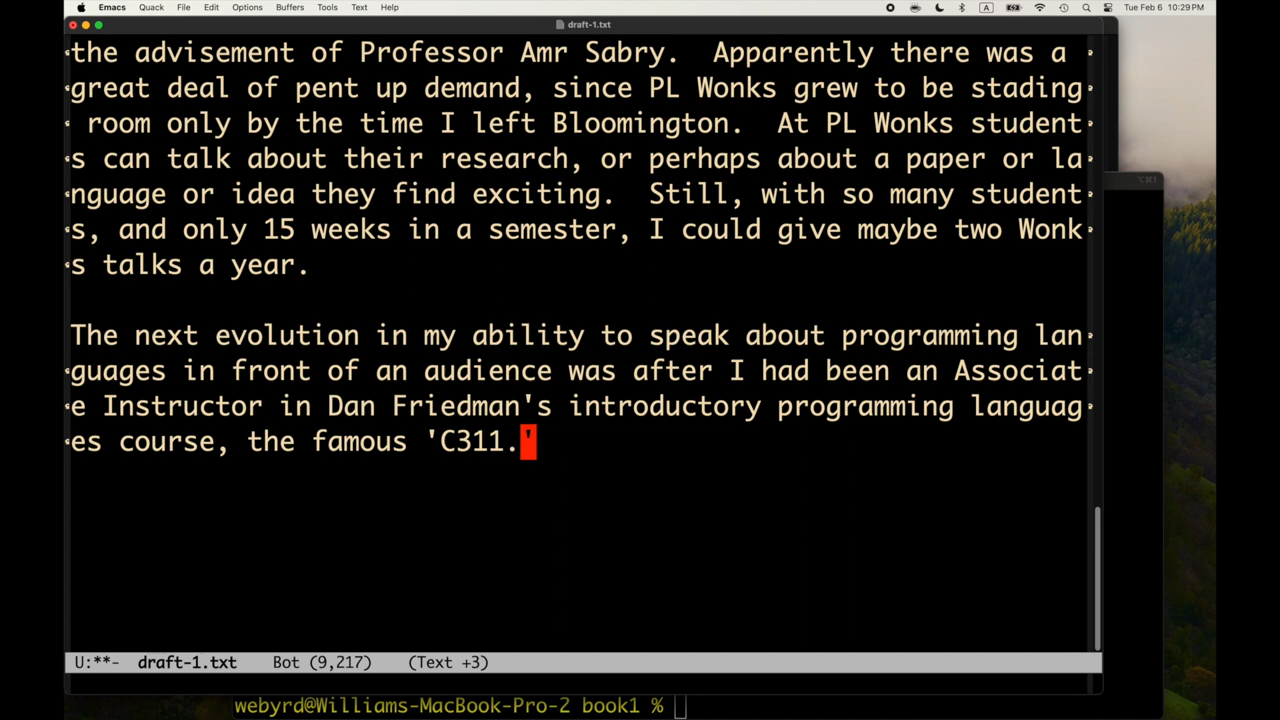 Emacs Quack File Edit Options Buffers Tools Text Help A Tue Feb 6 10:29 PM
draft-1.txt
the advisement of Professor Amr Sabry.  Apparently there was a
great deal of pent up demand, since PL Wonks grew to be stading
 room only by the time I left Bloomington.  At PL Wonks student
s can talk about their research, or perhaps about a paper or la
nguage or idea they find exciting.  Still, with so many student
s, and only 15 weeks in a semester, I could give maybe two Wonk
s talks a year.
The next evolution in my ability to speak about programming lan
guages in front of an audience was after I had been an Associat
e Instructor in Dan Friedman's introductory programming languag
es course, the famous 'C311.'
U:**-  draft-1.txt    Bot (9,217)    (Text +3)
webyrd@Williams-MacBook-Pro-2 book1 %
⌥⌘1